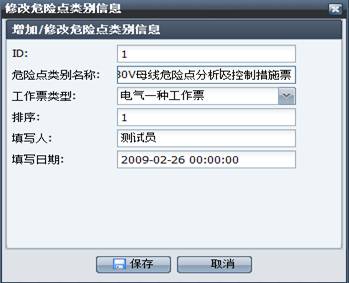 修改危险点类别信息
增加/修改危险点类别信息
ID: 1
危险点类别名称: 80V母线危险点分析及控制措施票
工作票类型: 电气一种工作票
排序: 1
填写人: 测试员
填写日期: 2009-02-26 00:00:00
保存 取消